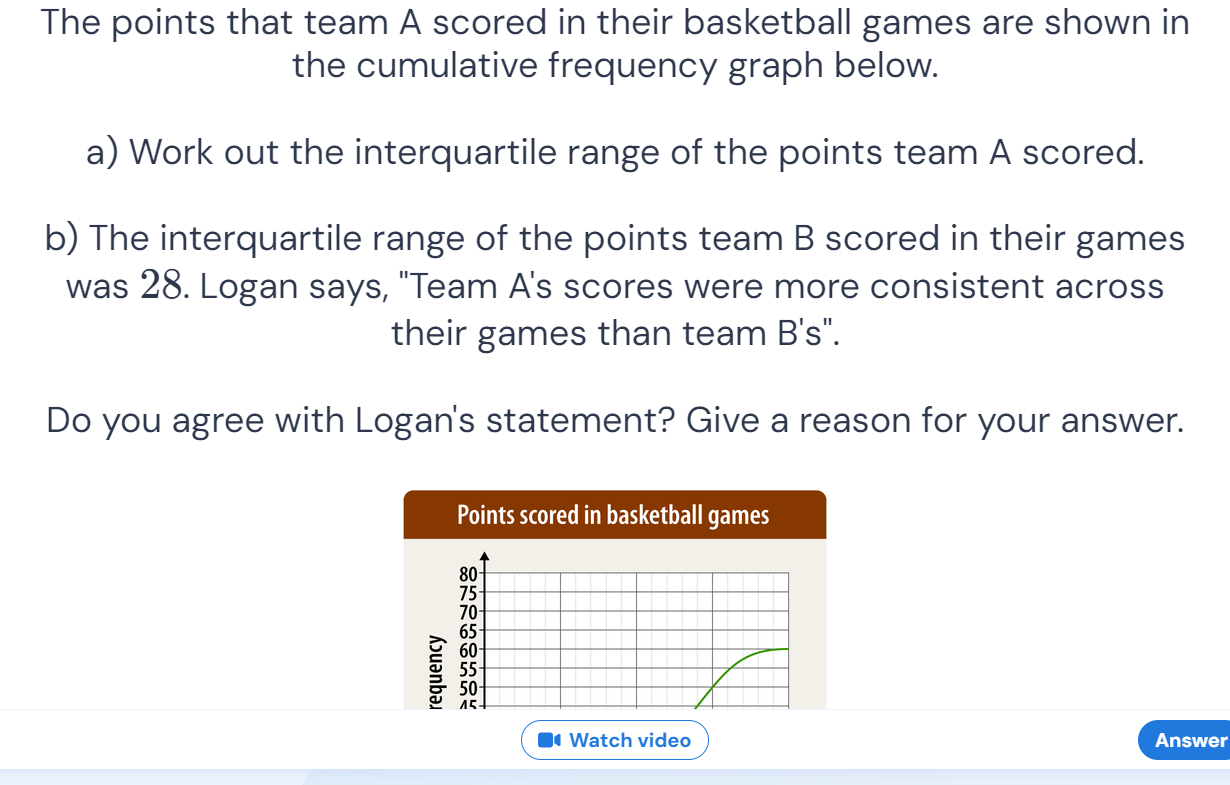 The points that team A scored in their basketball games are shown in
the cumulative frequency graph below.
a) Work out the interquartile range of the points team A scored.
b) The interquartile range of the points team B scored in their games
was 28. Logan says, "Team A's scores were more consistent across
their games than team B's".
Do you agree with Logan's statement? Give a reason for your answer.
Points scored in basketball games
80
75
70
65
60
55
50
45
requency
Watch video
Answer